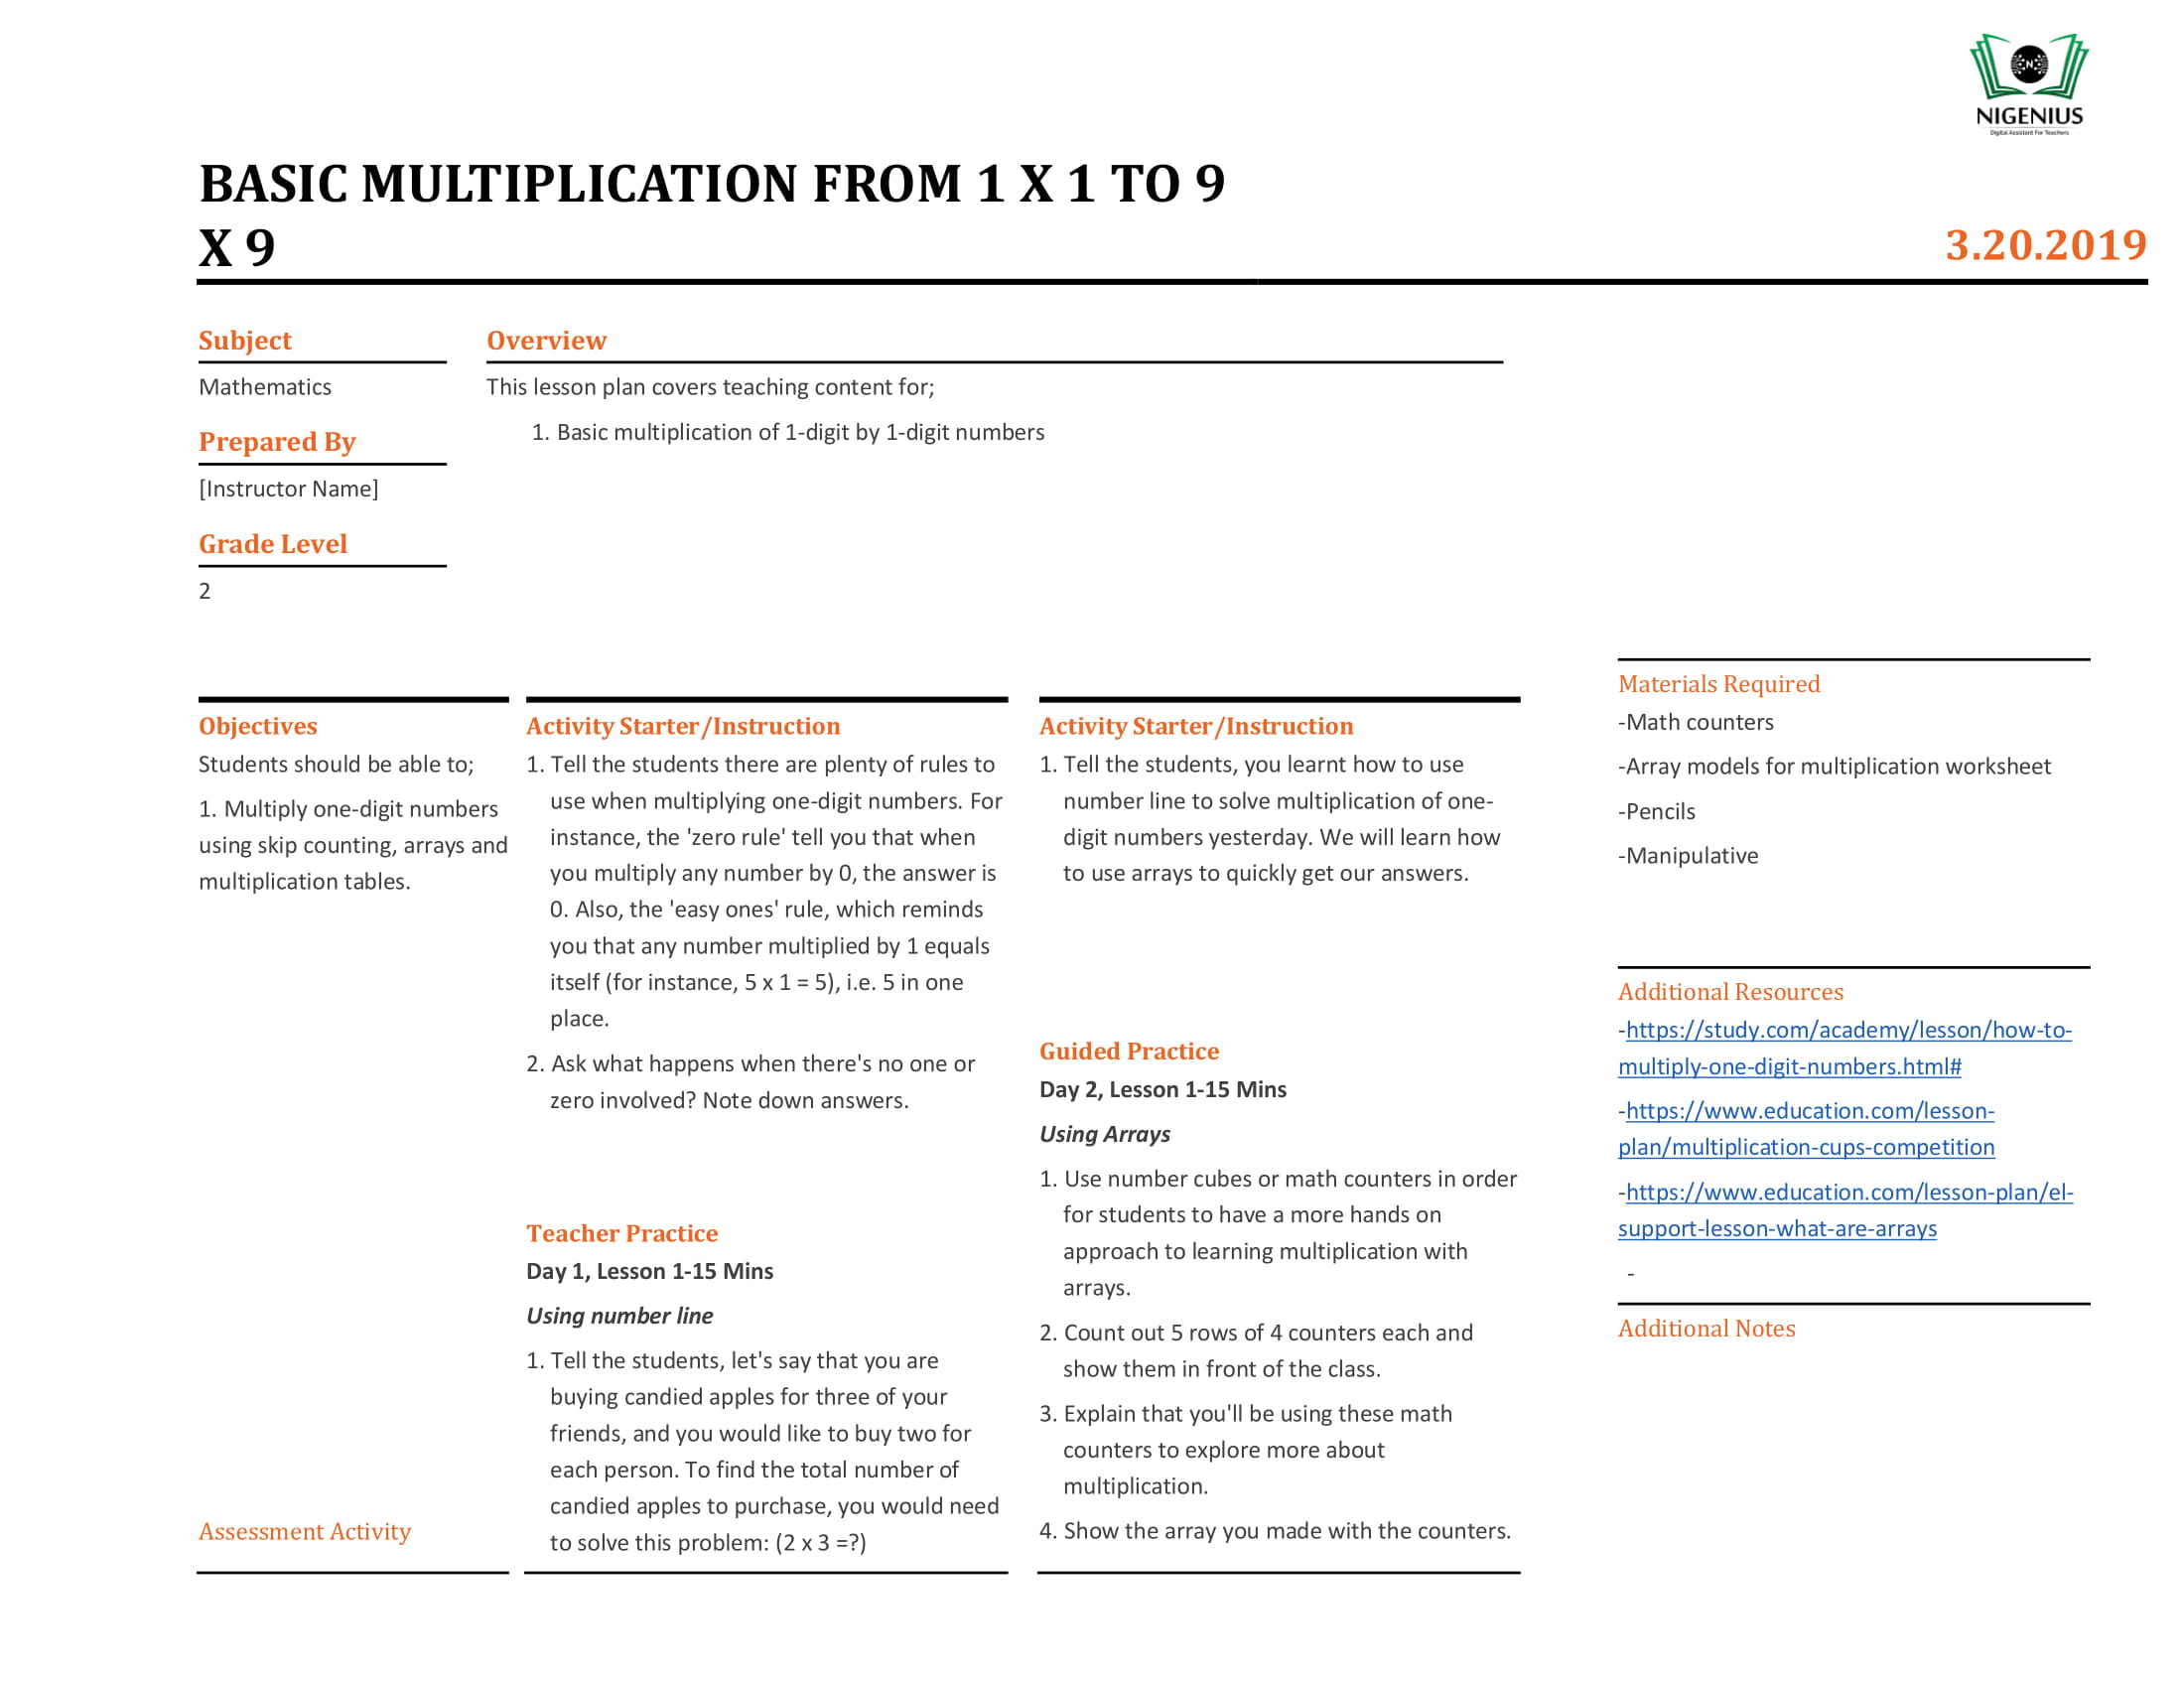 NIGENIUS
Digital Assistant For Teachers
BASIC MULTIPLICATION FROM 1 X 1 TO 9
X 9
3.20.2019
Subject
Mathematics
Prepared By
[Instructor Name]
Grade Level
2
Overview
This lesson plan covers teaching content for;
1. Basic multiplication of 1-digit by 1-digit numbers
Objectives
Students should be able to;
1. Multiply one-digit numbers
using skip counting, arrays and
multiplication tables.
Assessment Activity
Activity Starter/Instruction
1. Tell the students there are plenty of rules to
use when multiplying one-digit numbers. For
instance, the 'zero rule' tell you that when
you multiply any number by 0, the answer is
0. Also, the 'easy ones' rule, which reminds
you that any number multiplied by 1 equals
itself (for instance, 5 x 1 = 5), i.e. 5 in one
place.
2. Ask what happens when there's no one or
zero involved? Note down answers.
Teacher Practice
Day 1, Lesson 1-15 Mins
Using number line
1. Tell the students, let's say that you are
buying candied apples for three of your
friends, and you would like to buy two for
each person. To find the total number of
candied apples to purchase, you would need
to solve this problem: (2 x 3 =?)
Activity Starter/Instruction
1. Tell the students, you learnt how to use
number line to solve multiplication of one-
digit numbers yesterday. We will learn how
to use arrays to quickly get our answers.
Guided Practice
Day 2, Lesson 1-15 Mins
Using Arrays
1. Use number cubes or math counters in order
for students to have a more hands on
approach to learning multiplication with
arrays.
2. Count out 5 rows of 4 counters each and
show them in front of the class.
3. Explain that you'll be using these math
counters to explore more about
multiplication.
4. Show the array you made with the counters.
Materials Required
-Math counters
-Array models for multiplication worksheet
-Pencils
-Manipulative
Additional Resources
-https://study.com/academy/lesson/how-to-
multiply-one-digit-numbers.html#
-https://www.education.com/lesson-
plan/multiplication-cups-competition
-https://www.education.com/lesson-plan/el-
support-lesson-what-are-arrays
-
Additional Notes